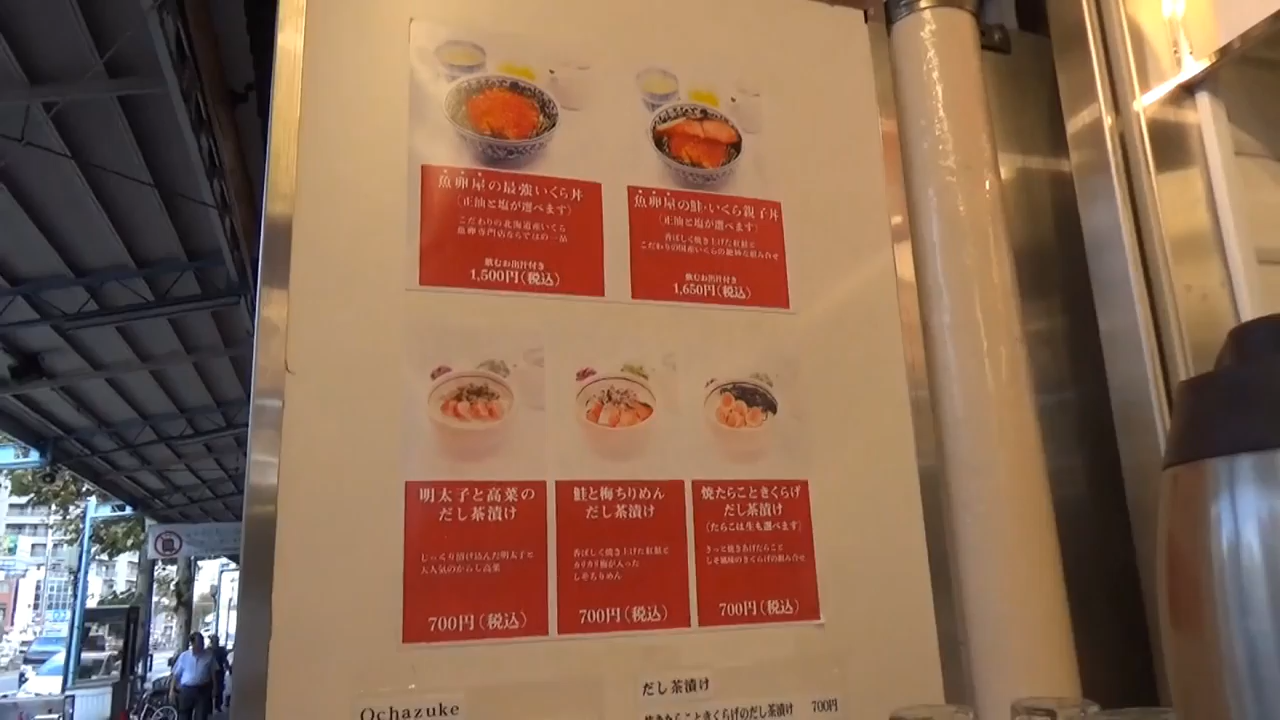 魚卵屋の最強いくら丼
(正油と塩が選べます)
こだわりの北海道産いくら
魚卵専門店ならではの一品
飲むお出汁付き
1,500円(税込)
魚卵屋の鮭・いくら親子丼
(正油と塩が選べます)
香ばしく焼き上げた紅鮭と
こだわりの国産いくらの絶妙な組み合せ
飲むお出汁付き
1,650円(税込)
明太子と高菜の
だし茶漬け
じっくり漬け込んだ明太子と
大人気のからし高菜
700円(税込)
鮭と梅ちりめん
だし茶漬け
香ばしく焼き上げた紅鮭と
カリカリ梅が入った
しそちりめん
700円(税込)
焼たらことときくらげ
だし茶漬け
(たらこは生も選べます)
さっと焼きあげたらこと
しそ風味のきくらげの組み合せ
700円(税込)
Ochazuke
だし茶漬け
焼たらこときくらげのだし茶漬け 700円